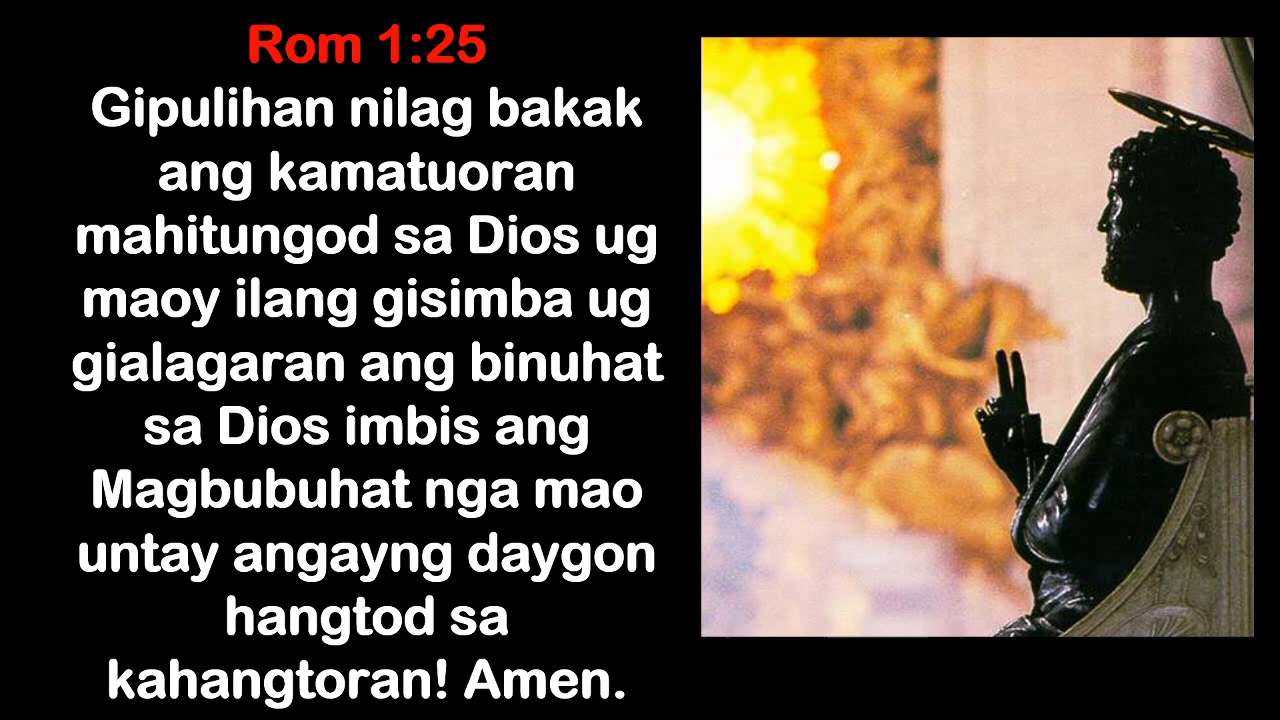 Rom 1:25
Gipulihan nilag bakak
ang kamatuoran
mahitungod sa Dios ug
maoy ilang gisimba ug
gialagaran ang binuhat
sa Dios imbis ang
Magbubuhat nga mao
untay angayng daygon
hangtod sa
kahangtoran! Amen.